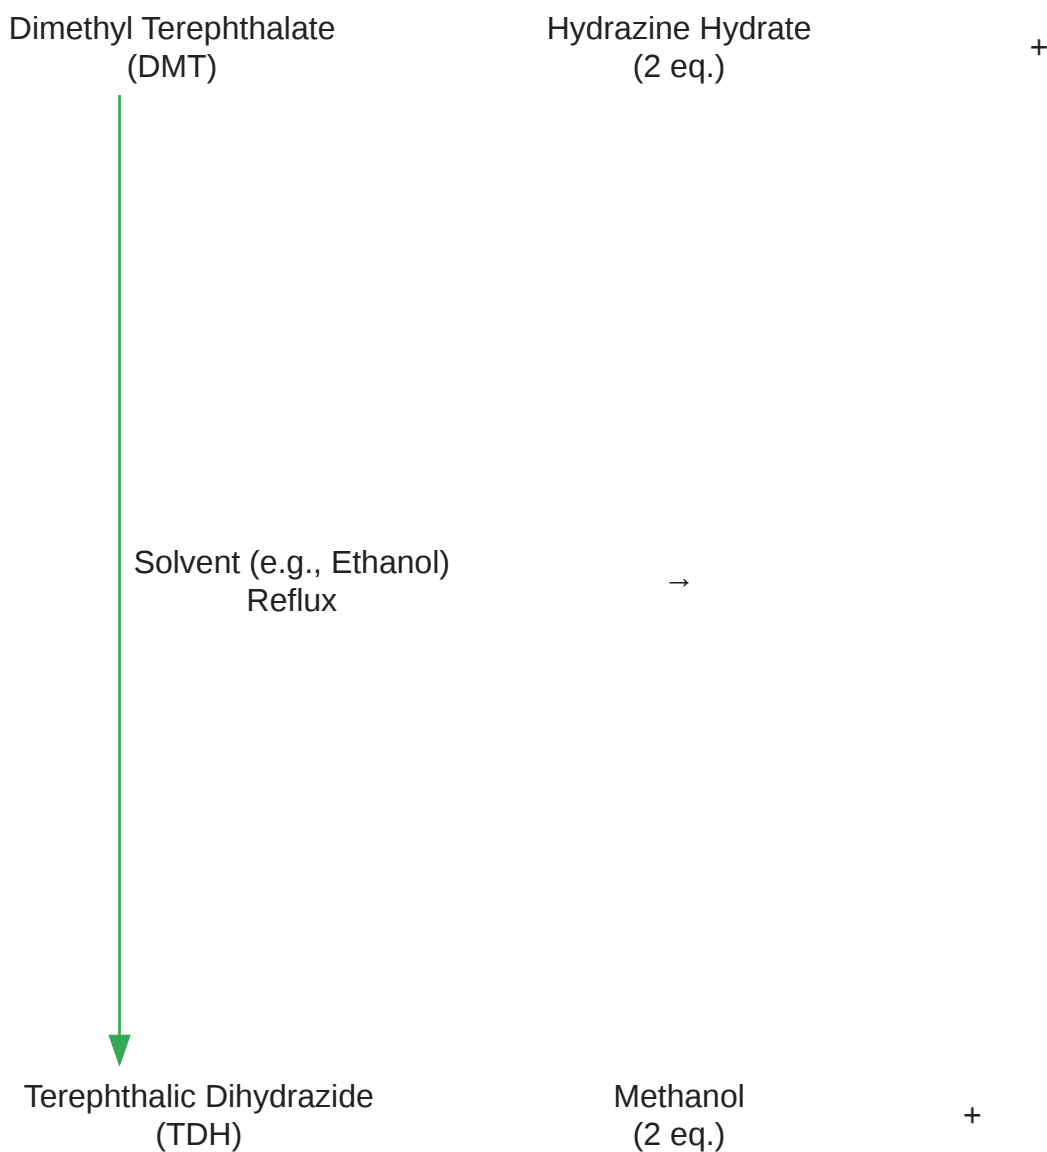 Dimethyl Terephthalate
(DMT)
Hydrazine Hydrate
(2 eq.)
+
Solvent (e.g., Ethanol)
Reflux
→
Terephthalic Dihydrazide
(TDH)
Methanol
(2 eq.)
+